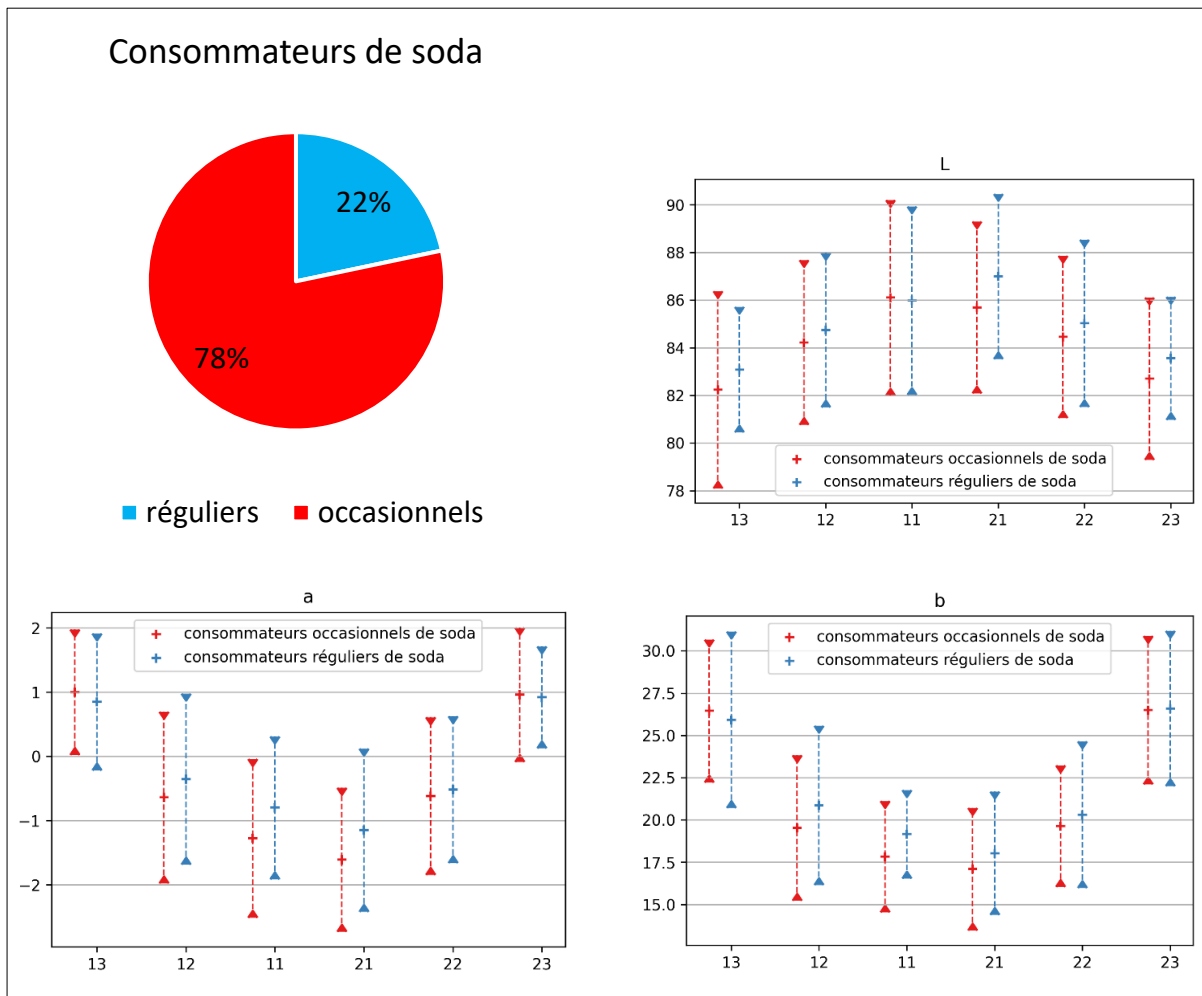 Consommateurs de soda
22%
78%
réguliers occasionnels
L
90
88
86
84
82
80
78
consommateurs occasionnels de soda
consommateurs réguliers de soda
13 12 11 21 22 23
a
2
1
0
−1
−2
consommateurs occasionnels de soda
consommateurs réguliers de soda
13 12 11 21 22 23
b
30.0
27.5
25.0
22.5
20.0
17.5
15.0
consommateurs occasionnels de soda
consommateurs réguliers de soda
13 12 11 21 22 23